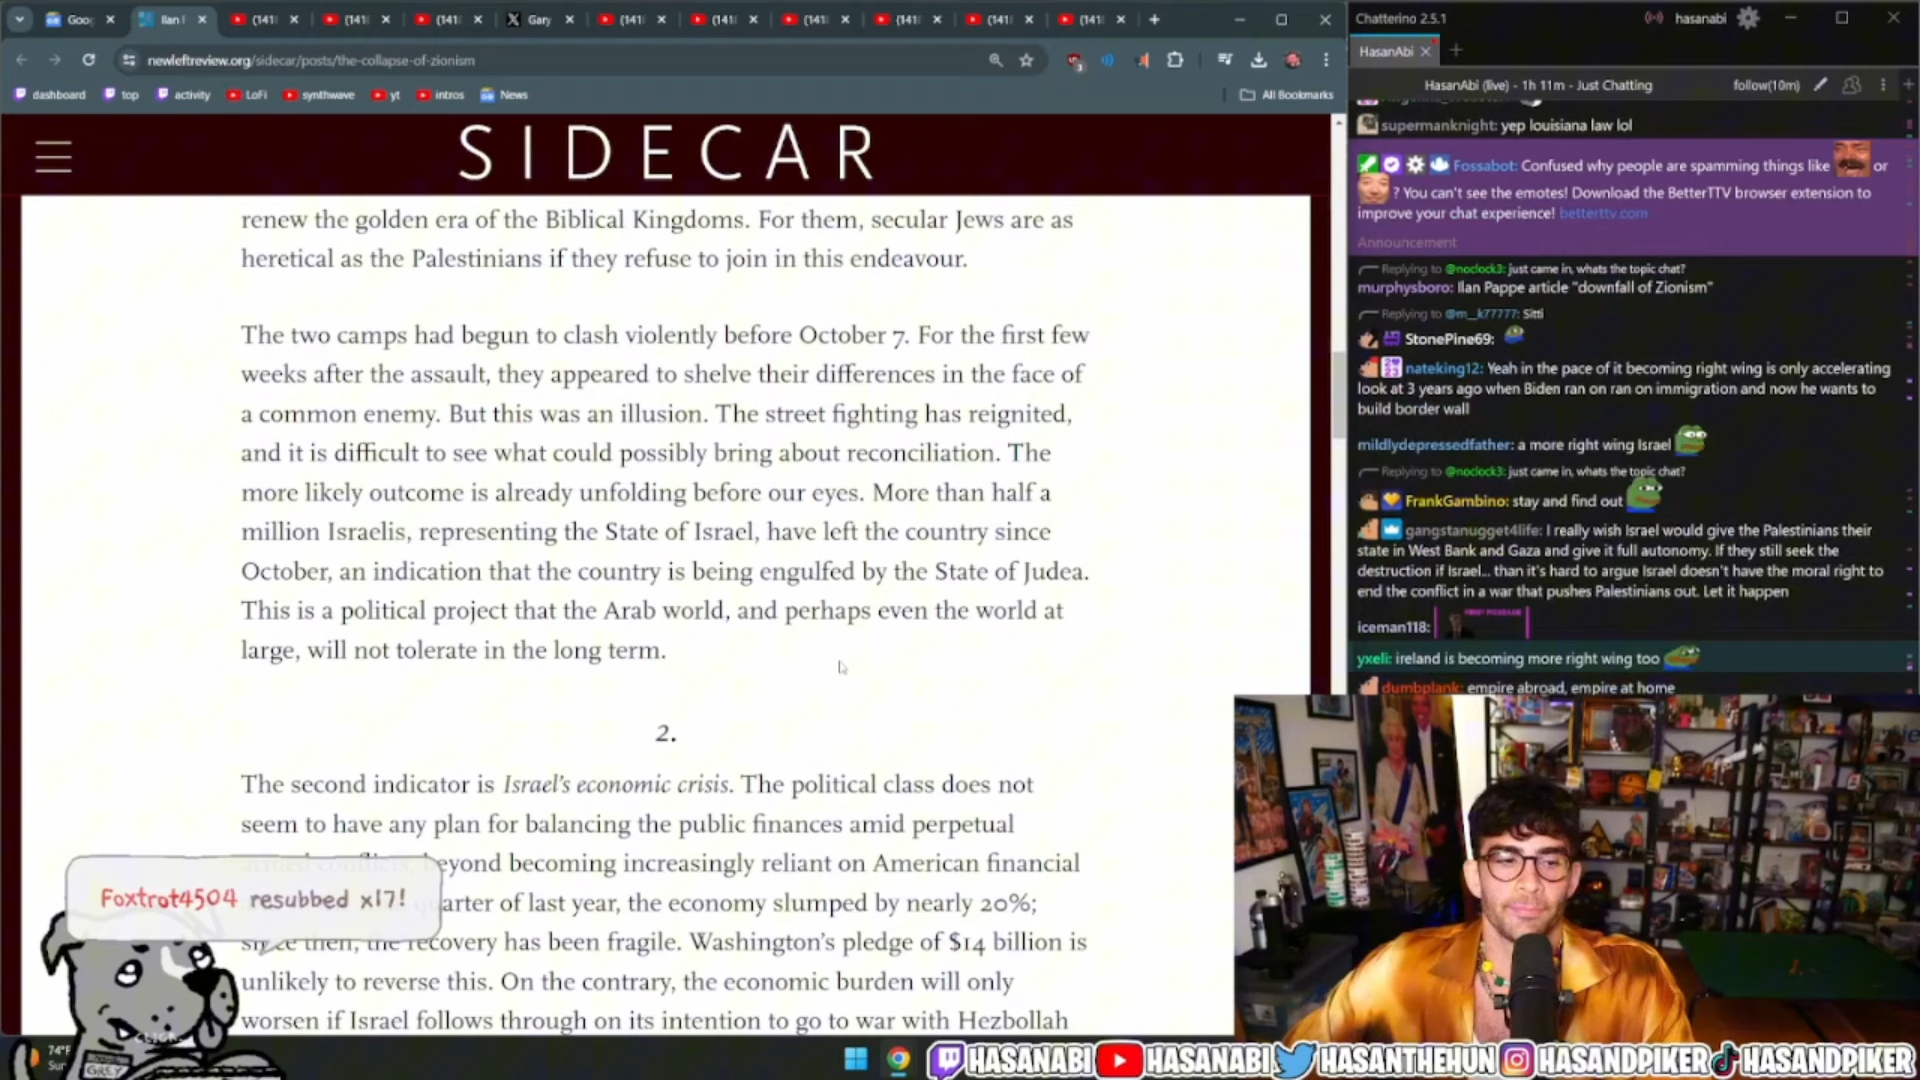 Goo
Ilan
(141
(141
(141
Gary
(141
(141
(141
(141
(141
(141
newleftreview.org/sidecar/posts/the-collapse-of-zionism
dashboard
top
activity
LoFi
synthwave
yt
intros
News
All Bookmarks
SIDECAR
renew the golden era of the Biblical Kingdoms. For them, secular Jews are as
heretical as the Palestinians if they refuse to join in this endeavour.
The two camps had begun to clash violently before October 7. For the first few
weeks after the assault, they appeared to shelve their differences in the face of
a common enemy. But this was an illusion. The street fighting has reignited,
and it is difficult to see what could possibly bring about reconciliation. The
more likely outcome is already unfolding before our eyes. More than half a
million Israelis, representing the State of Israel, have left the country since
October, an indication that the country is being engulfed by the State of Judea.
This is a political project that the Arab world, and perhaps even the world at
large, will not tolerate in the long term.
2.
The second indicator is Israel's economic crisis. The political class does not
seem to have any plan for balancing the public finances amid perpetual
armed conflicts, beyond becoming increasingly reliant on American financial
quarter of last year, the economy slumped by nearly 20%;
since then, the recovery has been fragile. Washington's pledge of $14 billion is
unlikely to reverse this. On the contrary, the economic burden will only
worsen if Israel follows through on its intention to go to war with Hezbollah
Foxtrot4504 resubbed x17!
74°F
Chatterino 2.5.1
hasanabi
HasanAbi
HasanAbi (live) - 1h 11m - Just Chatting
follow(10m)
supermanknight: yep louisiana law lol
Fossabot: Confused why people are spamming things like or
? You can't see the emotes! Download the BetterTTV browser extension to
improve your chat experience! betterttv.com
Announcement
Replying to @noclock3: just came in, whats the topic chat?
murphysboro: Ilan Pappe article "downfall of Zionism"
Replying to @m__k77777: Sitti
StonePine69:
nateking12: Yeah in the pace of it becoming right wing is only accelerating
look at 3 years ago when Biden ran on ran on immigration and now he wants to
build border wall
mildlydepressedfather: a more right wing Israel
Replying to @noclock3: just came in, whats the topic chat?
FrankGambino: stay and find out
gangstanugget4life: I really wish Israel would give the Palestinians their
state in West Bank and Gaza and give it full autonomy. If they still seek the
destruction if Israel... than it's hard to argue Israel doesn't have the moral right to
end the conflict in a war that pushes Palestinians out. Let it happen
iceman118:
yxeli: ireland is becoming more right wing too
dumbplank: empire abroad, empire at home
HASANABI HASANABI HASANTHEHUN HASANDPIKER HASANDPIKER